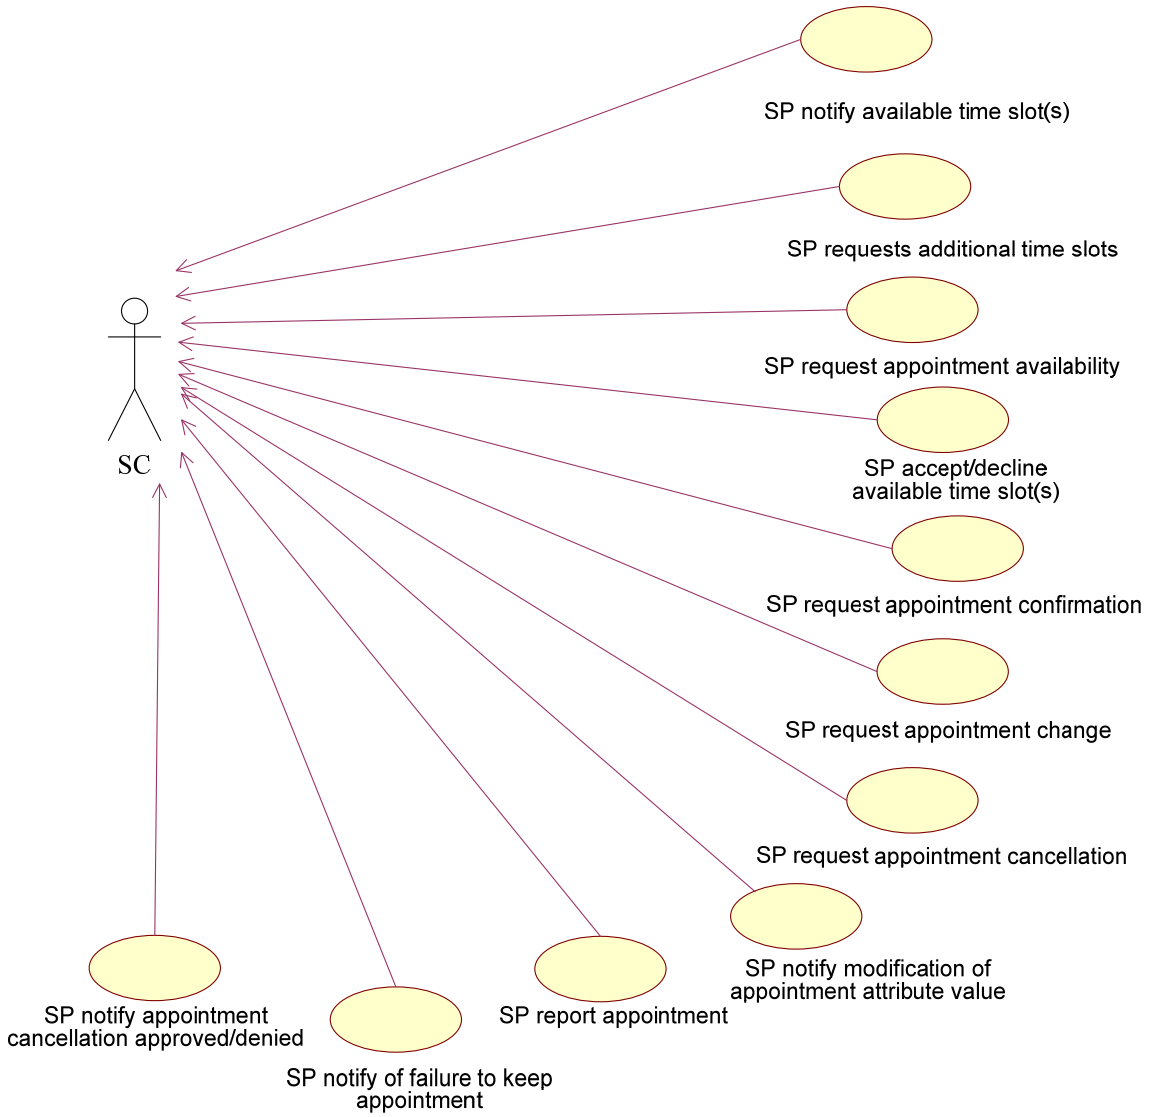 SP notify available time slot(s)
SP requests additional time slots
SP request appointment availability
SC
SP accept/decline
available time slot(s)
SP request appointment confirmation
SP request appointment change
SP request appointment cancellation
SP notify modification of
appointment attribute value
SP report appointment
SP notify appointment
cancellation approved/denied
SP notify of failure to keep
appointment